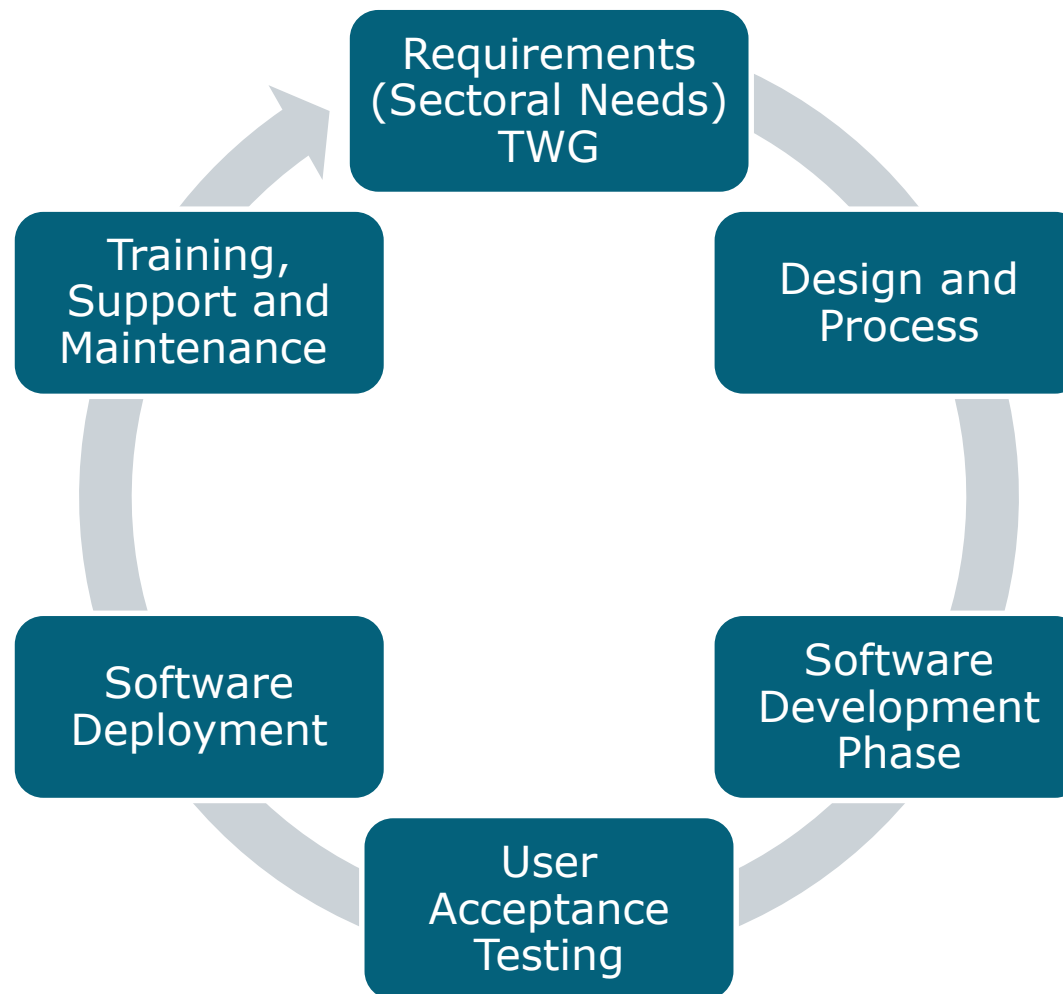 Requirements
(Sectoral Needs)
TWG
Design and
Process
Software
Development
Phase
User
Acceptance
Testing
Software
Deployment
Training,
Support and
Maintenance